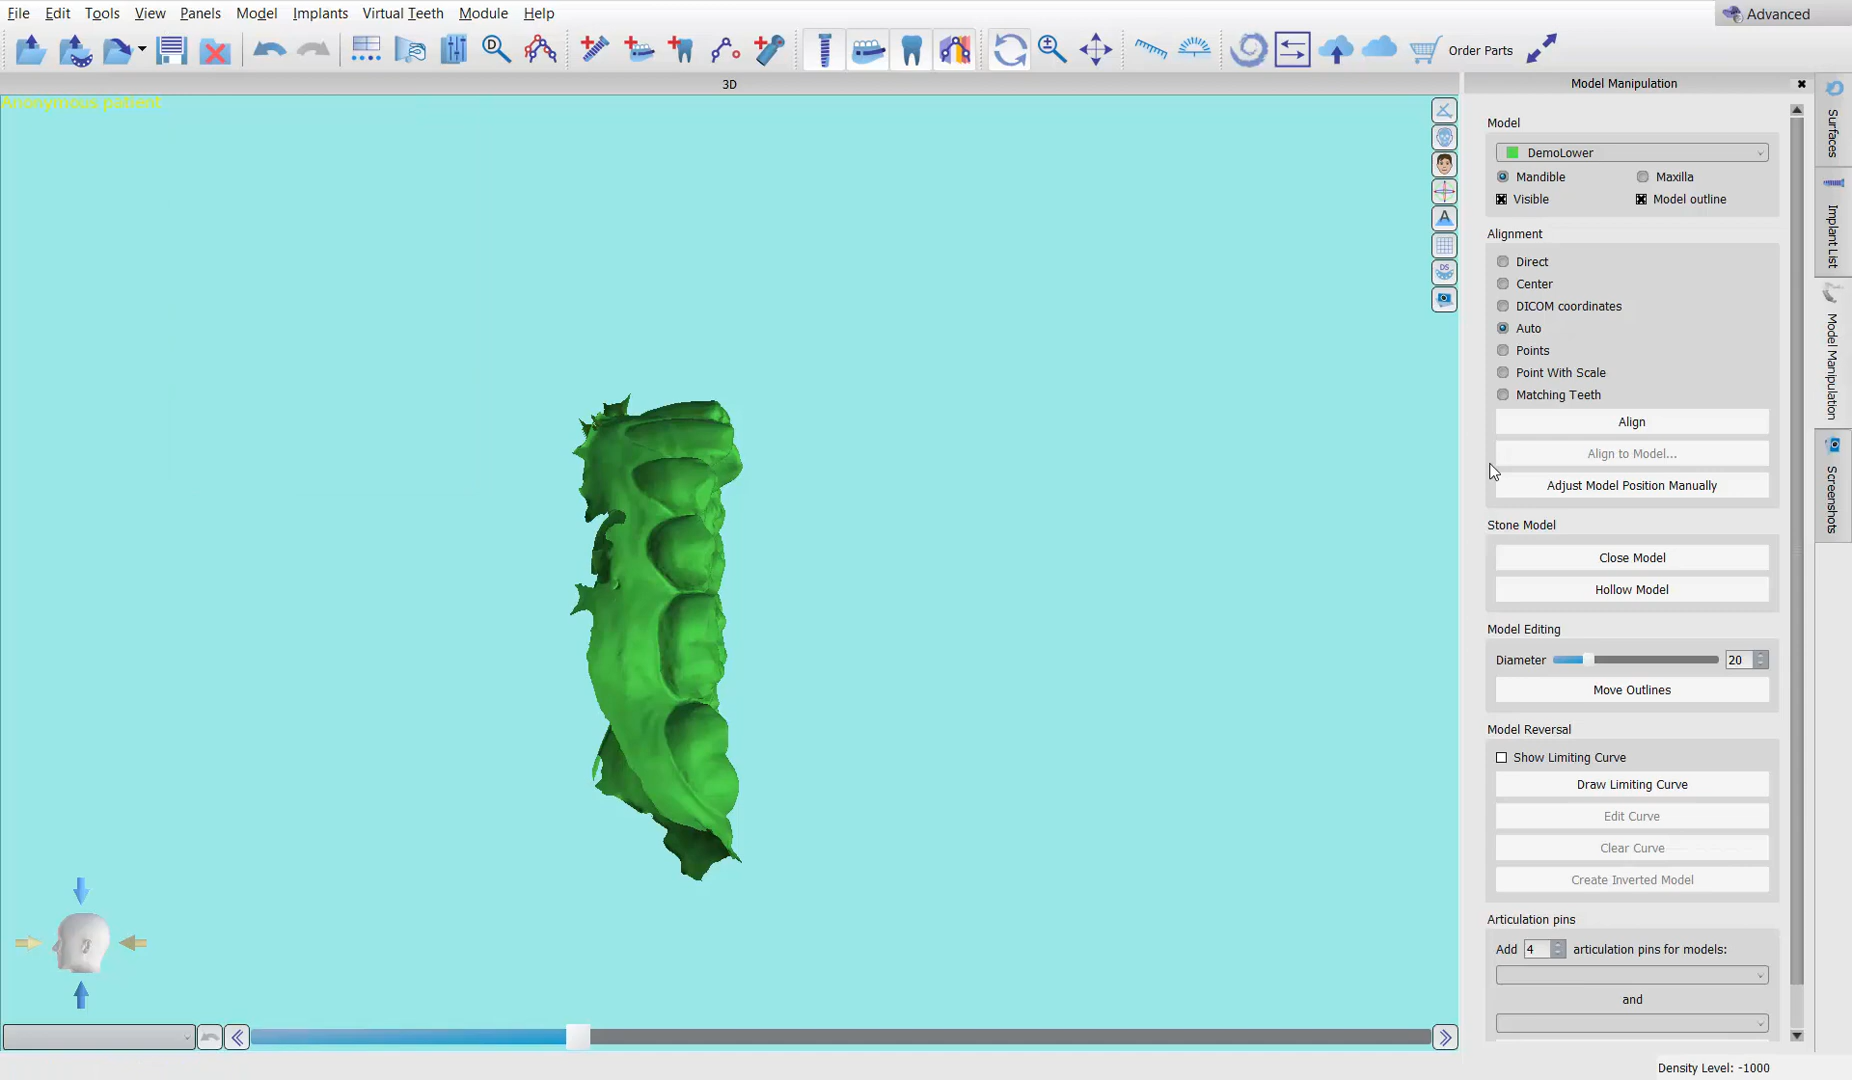 File Edit Tools View Panels Model Implants Virtual Teeth Module Help
Advanced
D
Order Parts
3D
Model Manipulation
Anonymous patient
A
DS
Model
DemoLower
Mandible Maxilla
Visible Model outline
Alignment
Direct
Center
DICOM coordinates
Auto
Points
Point With Scale
Matching Teeth
Align
Align to Model...
Adjust Model Position Manually
Stone Model
Close Model
Hollow Model
Model Editing
Diameter 20
Move Outlines
Model Reversal
Show Limiting Curve
Draw Limiting Curve
Edit Curve
Clear Curve
Create Inverted Model
Articulation pins
Add 4 articulation pins for models:
and
Surfaces
Implant List
Model Manipulation
Screenshots
Density Level: -1000